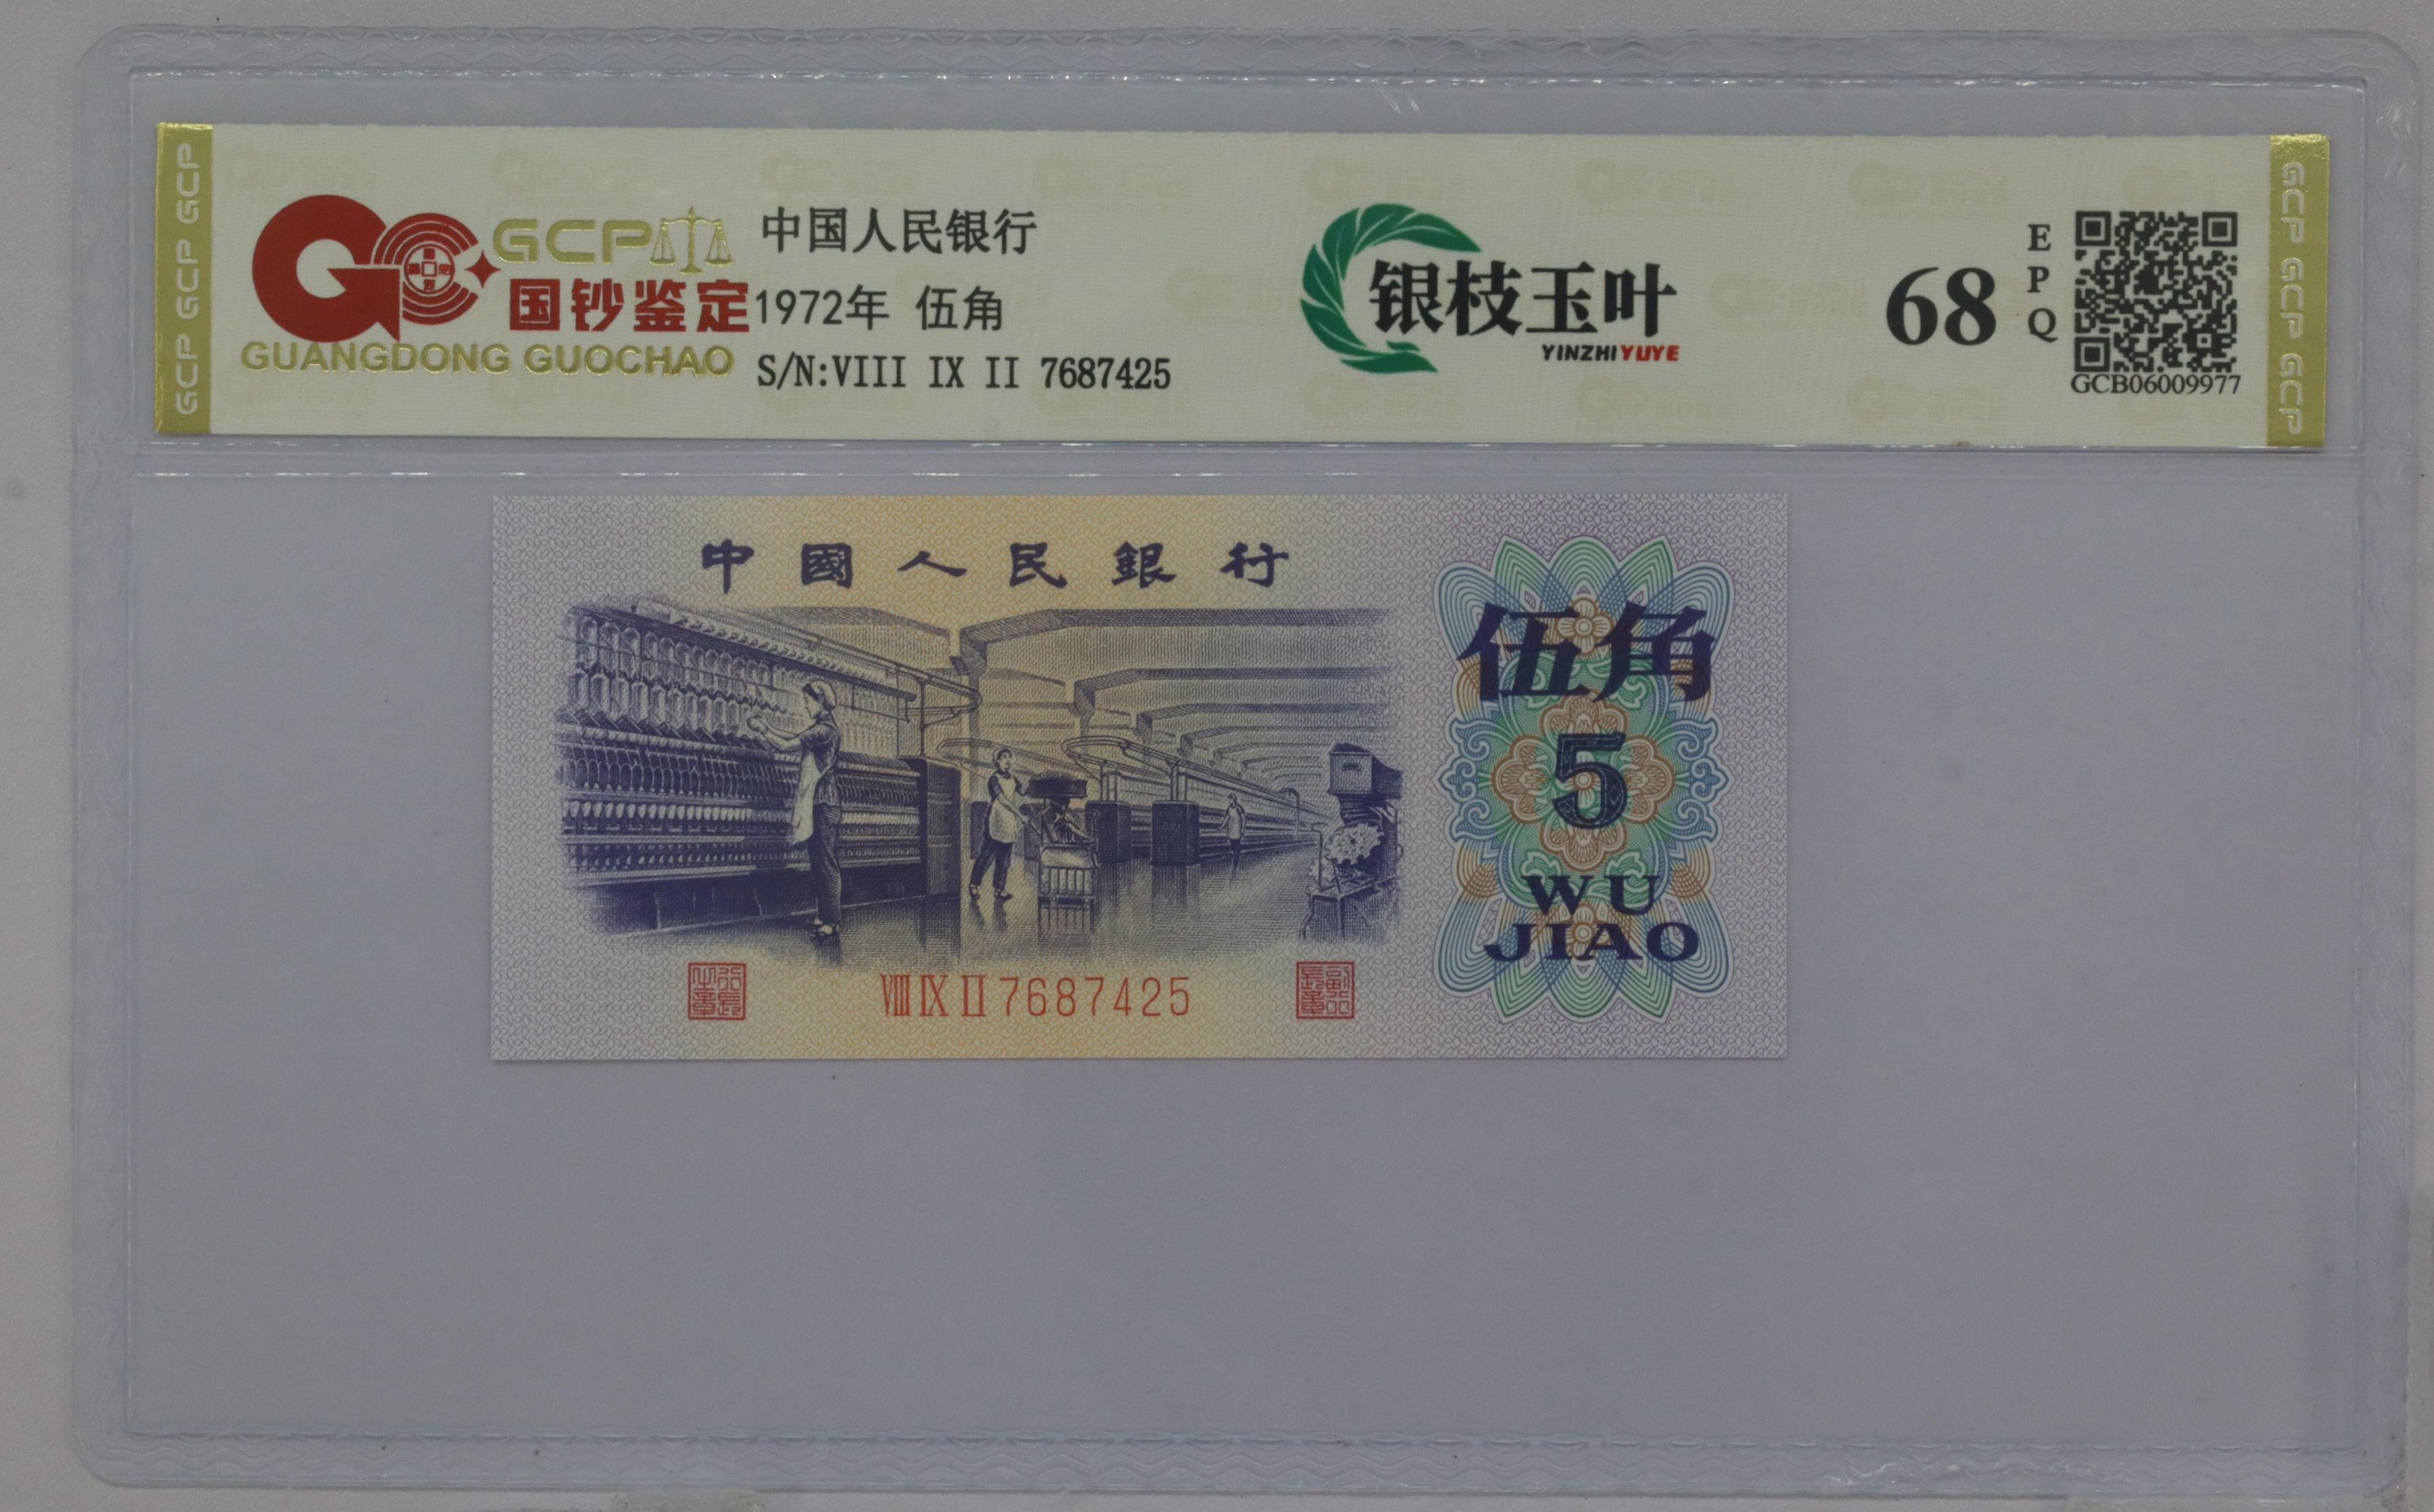 GCP GCP GCP
GCP
国钞鉴定
GUANGDONG GUOCHAO
中国人民银行
1972年 伍角
S/N:VIII IX II 7687425
银枝玉叶
YINZHIYUYE
68
EPQ
GCB06009977
GCP GCP GCP
中國人民銀行
伍角
5
WU
JIAO
VIII IX II 7687425